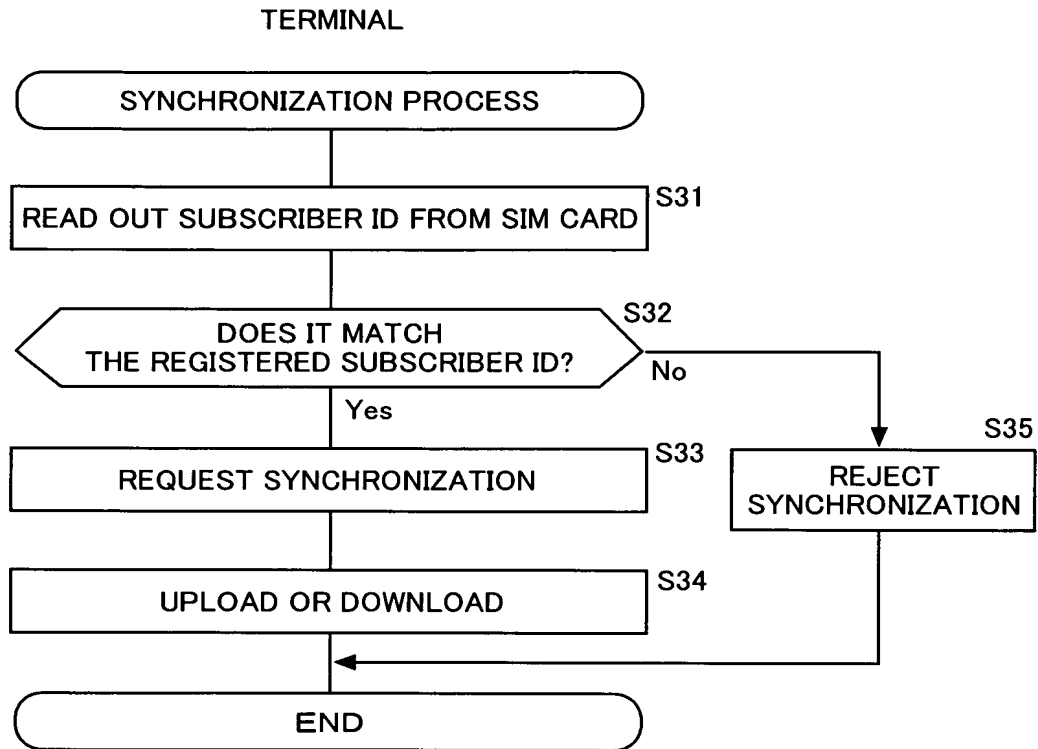 TERMINAL
SYNCHRONIZATION PROCESS
S31
READ OUT SUBSCRIBER ID FROM SIM CARD
S32
DOES IT MATCH
THE REGISTERED SUBSCRIBER ID?
No
Yes
S33
REQUEST SYNCHRONIZATION
S35
REJECT
SYNCHRONIZATION
S34
UPLOAD OR DOWNLOAD
END